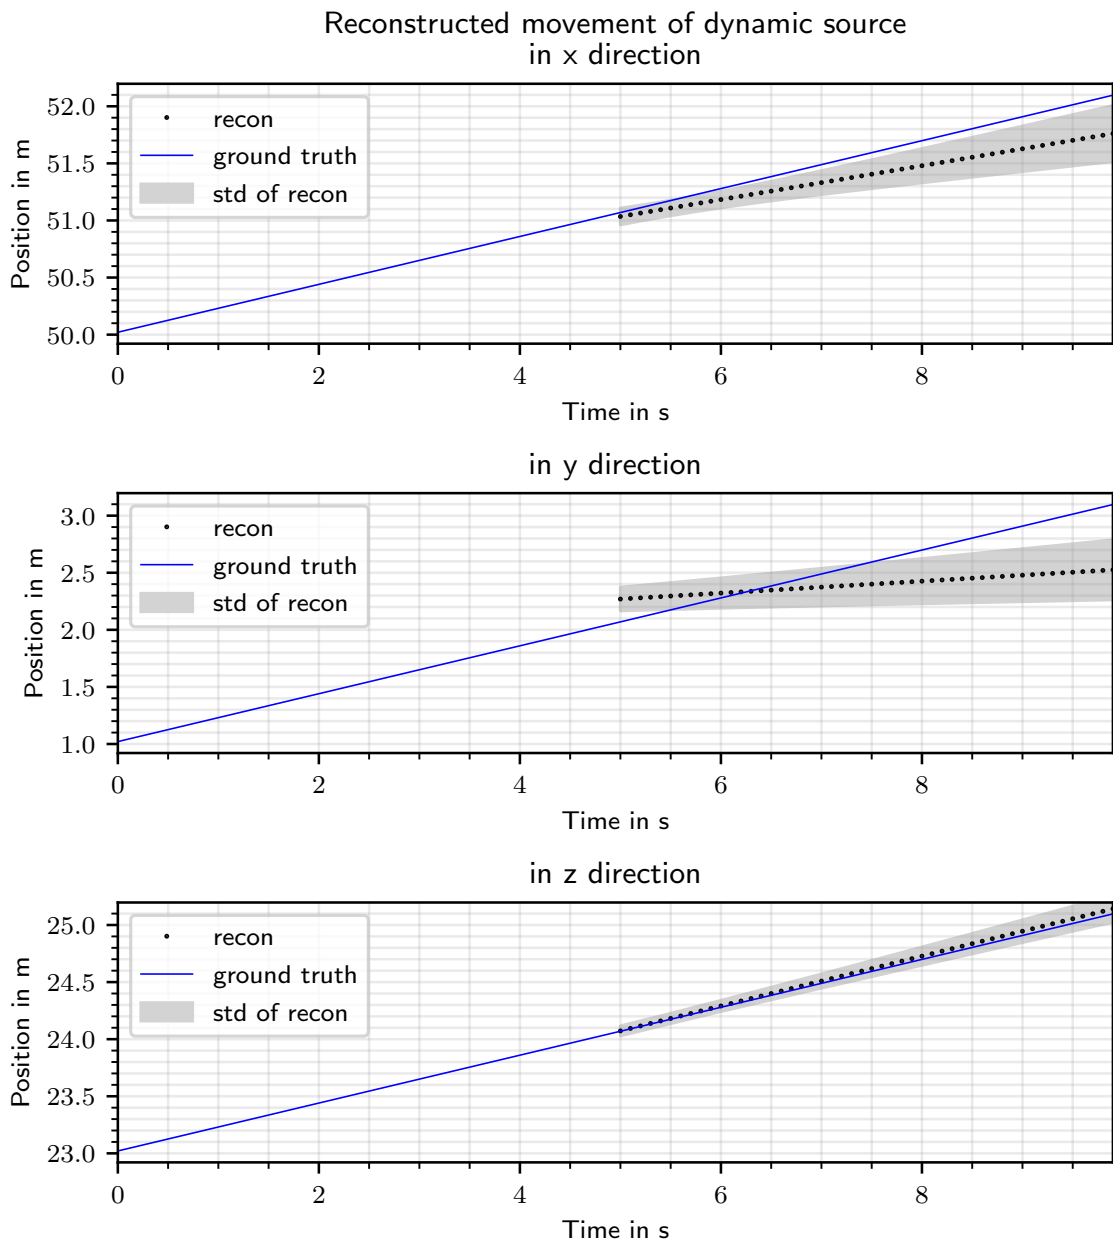 Reconstructed movement of dynamic source
in x direction
52.0
51.5
51.0
50.5
50.0
Position in m
recon
ground truth
std of recon
0 2 4 6 8
Time in s
in y direction
3.0
2.5
2.0
1.5
1.0
Position in m
recon
ground truth
std of recon
0 2 4 6 8
Time in s
in z direction
25.0
24.5
24.0
23.5
23.0
Position in m
recon
ground truth
std of recon
0 2 4 6 8
Time in s